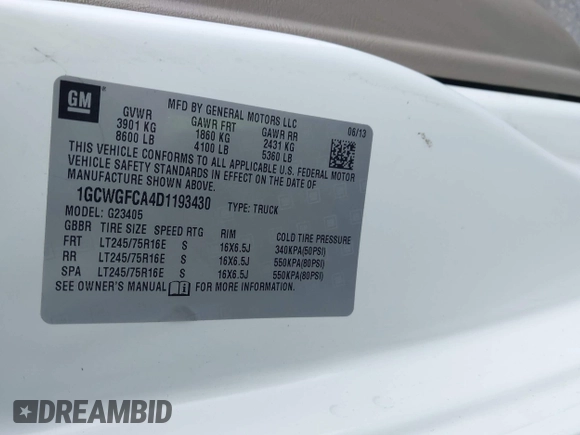 GM
MFD BY GENERAL MOTORS LLC
06/13
GVWR GAWR FRT GAWR RR
3901 KG 1860 KG 2431 KG
8600 LB 4100 LB 5360 LB
THIS VEHICLE CONFORMS TO ALL APPLICABLE U.S. FEDERAL MOTOR
VEHICLE SAFETY STANDARDS IN EFFECT ON THE DATE OF
MANUFACTURE SHOWN ABOVE.
1GCWGFCA4D1193430 TYPE: TRUCK
G23405
GBBR TIRE SIZE SPEED RTG RIM COLD TIRE PRESSURE
FRT LT245/75R16E S 16X6.5J 340KPA(50PSI)
RR LT245/75R16E S 16X6.5J 550KPA(80PSI)
SPA LT245/75R16E S 16X6.5J 550KPA(80PSI)
SEE OWNER'S MANUAL FOR MORE INFORMATION.
DREAMBID